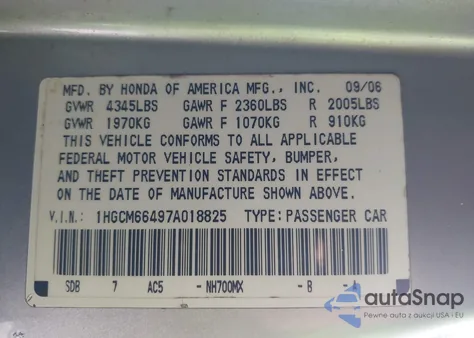 MFD. BY HONDA OF AMERICA MFG., INC. 09/06
GVWR 4345LBS GAWR F 2360LBS R 2005LBS
GVWR 1970KG GAWR F 1070KG R 910KG
THIS VEHICLE CONFORMS TO ALL APPLICABLE
FEDERAL MOTOR VEHICLE SAFETY, BUMPER,
AND THEFT PREVENTION STANDARDS IN EFFECT
ON THE DATE OF MANUFACTURE SHOWN ABOVE.
V.I.N.: 1HGCM66497A018825 TYPE: PASSENGER CAR
SDB 7 AC5 -NH700MX -B
autoSnap
Pewne auta z aukcji USA - EU